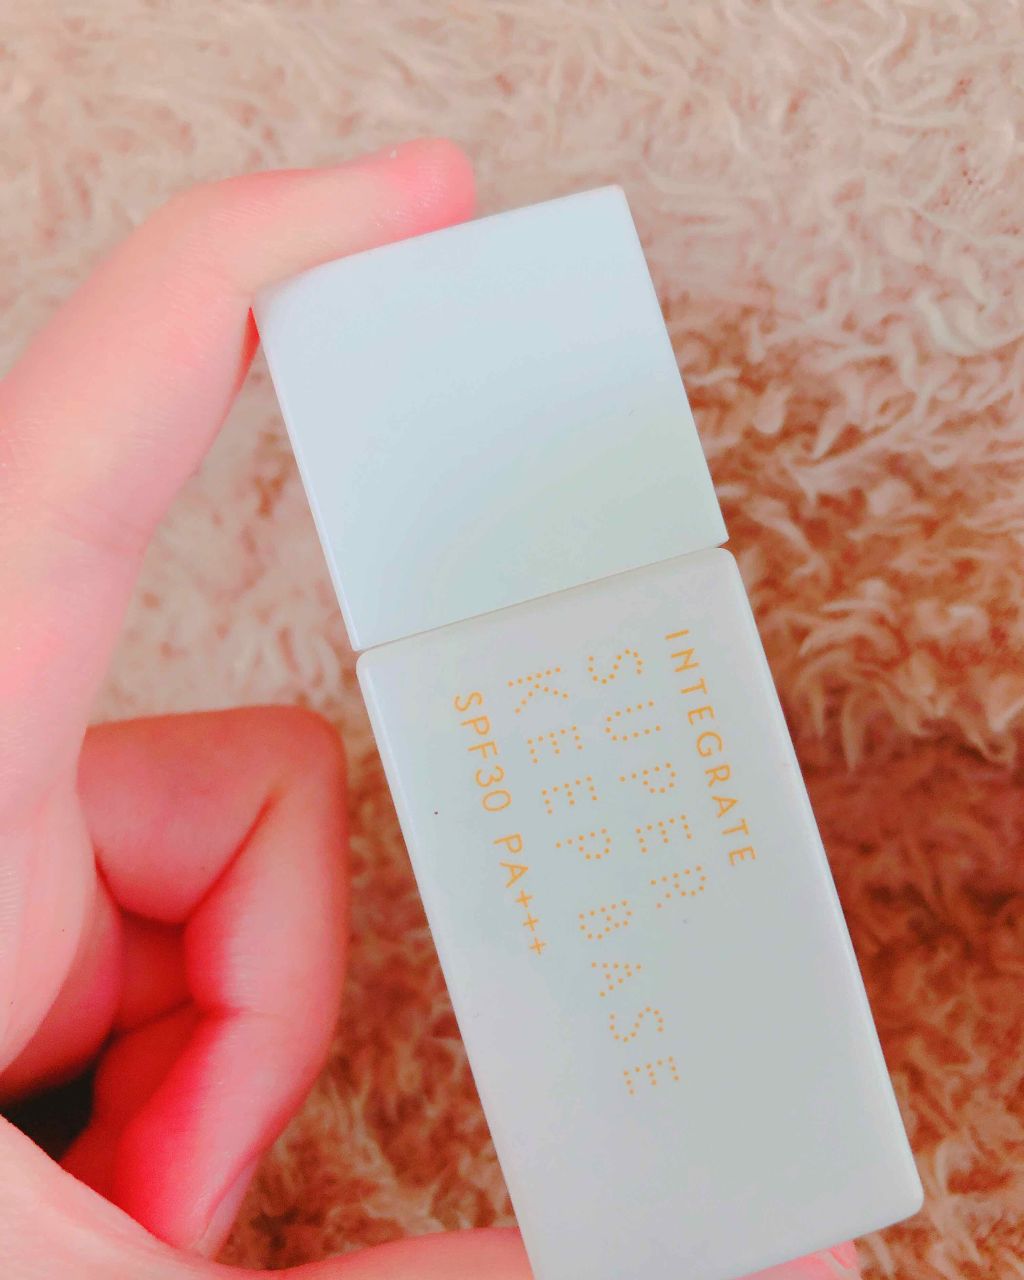 INTEGRATE
SUPER
KEEP BASE
SPF30 PA+++